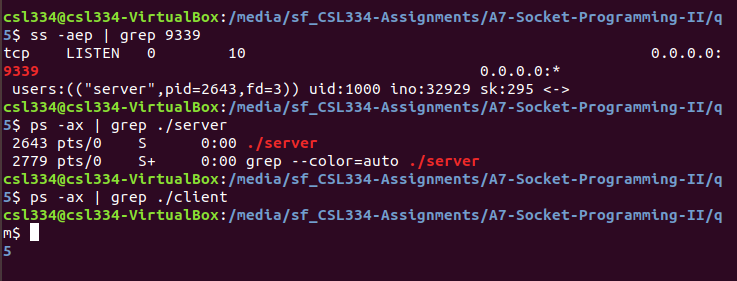 csl334@csl334-VirtualBox:/media/sf_CSL334-Assignments/A7-Socket-Programming-II/q
5$ ss -aep | grep 9339
tcp LISTEN 0 10 0.0.0.0:
9339 0.0.0.0:*
users:(("server",pid=2643,fd=3)) uid:1000 ino:32929 sk:295 <->
csl334@csl334-VirtualBox:/media/sf_CSL334-Assignments/A7-Socket-Programming-II/q
5$ ps -ax | grep ./server
2643 pts/0 S 0:00 ./server
2779 pts/0 S+ 0:00 grep --color=auto ./server
csl334@csl334-VirtualBox:/media/sf_CSL334-Assignments/A7-Socket-Programming-II/q
5$ ps -ax | grep ./client
csl334@csl334-VirtualBox:/media/sf_CSL334-Assignments/A7-Socket-Programming-II/q
m$
5